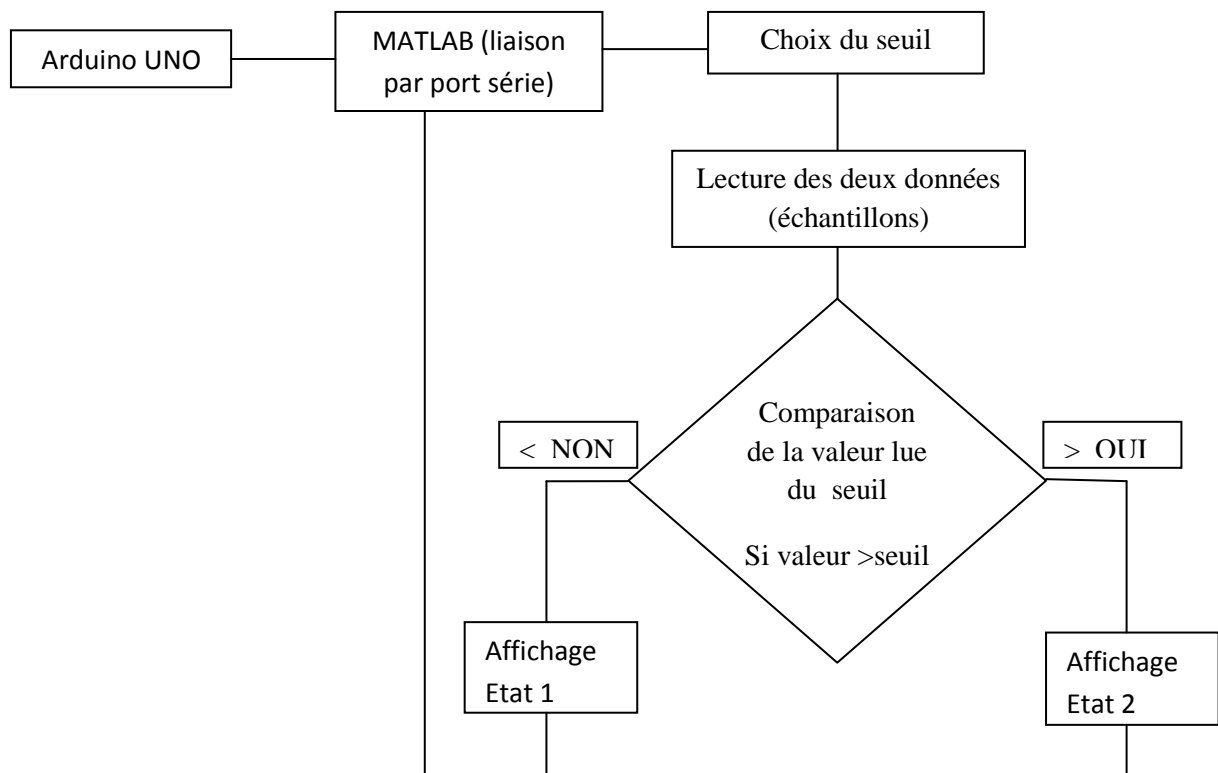 Arduino UNO
MATLAB (liaison
par port série)
Choix du seuil
Lecture des deux données
(échantillons)
Comparaison
de la valeur lue
du seuil
Si valeur >seuil
< NON
> OUI
Affichage
Etat 1
Affichage
Etat 2